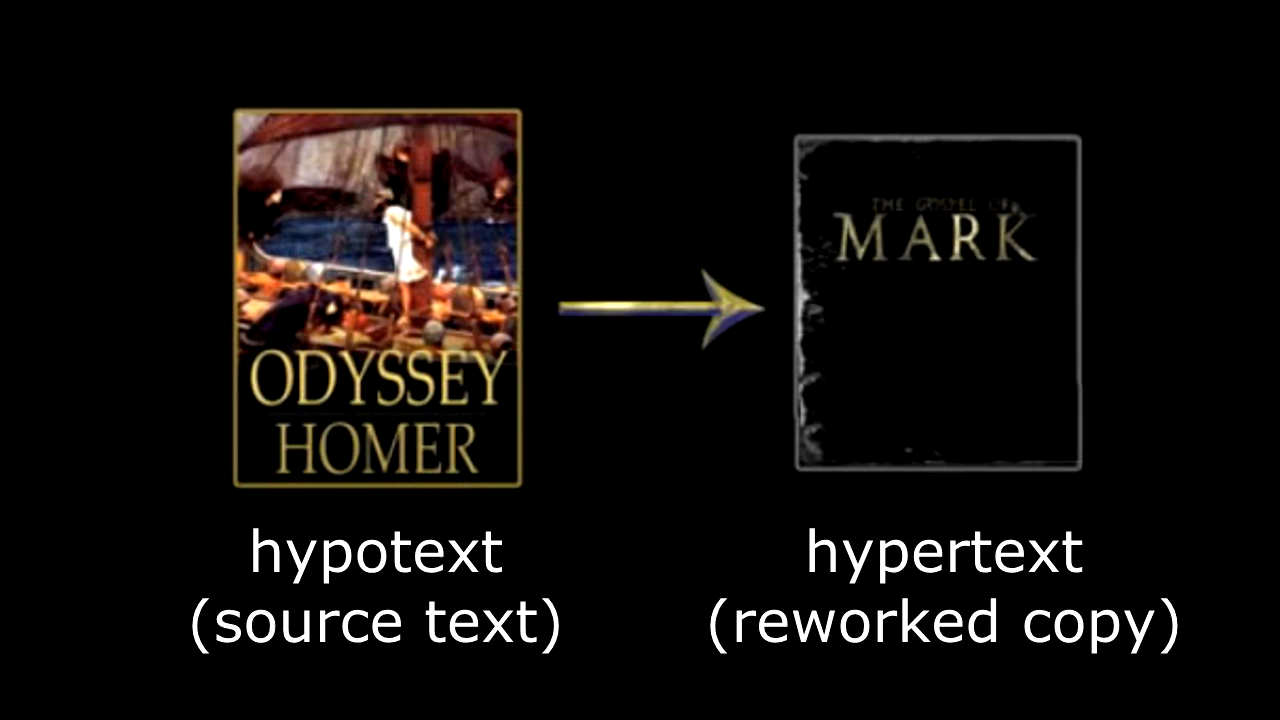 ODYSSEY
HOMER
THE GOSPEL OF
MARK
hypotext
(source text)
hypertext
(reworked copy)